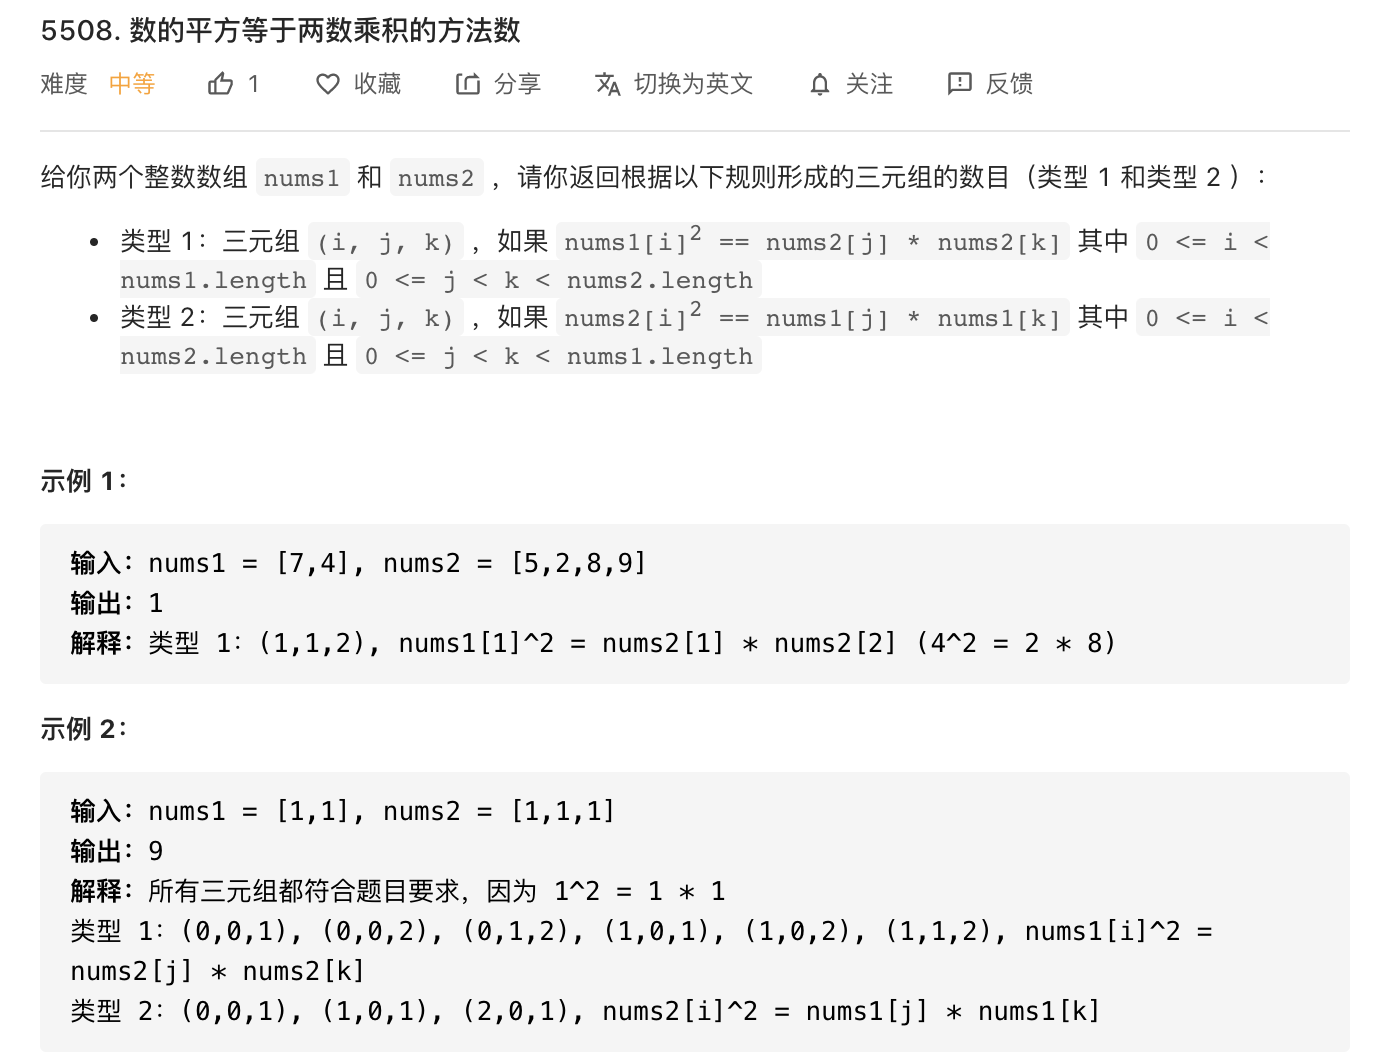 5508. 数的平方等于两数乘积的方法数
难度 中等 1 收藏 分享 切换为英文 关注 反馈
给你两个整数数组 nums1 和 nums2 ，请你返回根据以下规则形成的三元组的数目（类型 1 和类型 2 ）：
• 类型 1：三元组 (i, j, k) ，如果 nums1[i]² == nums2[j] * nums2[k] 其中 0 <= i <
nums1.length 且 0 <= j < k < nums2.length
• 类型 2：三元组 (i, j, k) ，如果 nums2[i]² == nums1[j] * nums1[k] 其中 0 <= i <
nums2.length 且 0 <= j < k < nums1.length
示例 1：
输入：nums1 = [7,4], nums2 = [5,2,8,9]
输出：1
解释：类型 1：(1,1,2), nums1[1]^2 = nums2[1] * nums2[2] (4^2 = 2 * 8)
示例 2：
输入：nums1 = [1,1], nums2 = [1,1,1]
输出：9
解释：所有三元组都符合题目要求，因为 1^2 = 1 * 1
类型 1：(0,0,1), (0,0,2), (0,1,2), (1,0,1), (1,0,2), (1,1,2), nums1[i]^2 =
nums2[j] * nums2[k]
类型 2：(0,0,1), (1,0,1), (2,0,1), nums2[i]^2 = nums1[j] * nums1[k]